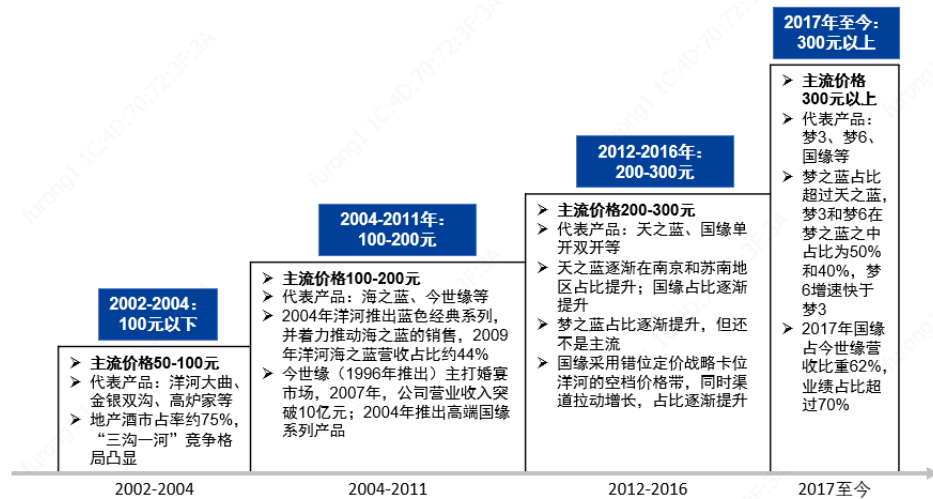 2002-2004：
100元以下
➢ 主流价格50-100元
➢ 代表产品：洋河大曲、
金银双沟、高炉家等
➢ 地产酒市占率约75%，
“三沟一河”竞争格
局凸显
2004-2011年：
100-200元
➢ 主流价格100-200元
➢ 代表产品：海之蓝、今世缘等
➢ 2004年洋河推出蓝色经典系列，
并着力推动海之蓝的销售，2009
年洋河海之蓝营收占比约44%
➢ 今世缘（1996年推出）主打婚宴
市场，2007年，公司营业收入突
破10亿元；2004年推出高端国缘
系列产品
2012-2016年：
200-300元
➢ 主流价格200-300元
➢ 代表产品：天之蓝、国缘单
开双开等
➢ 天之蓝逐渐在南京和苏南地
区占比提升；国缘占比逐渐
提升
➢ 梦之蓝占比逐渐提升，但还
不是主流
➢ 国缘采用错位定价战略卡位
洋河的空档价格带，同时渠
道拉动增长，占比逐渐提升
2017年至今：
300元以上
➢ 主流价格
300元以上
➢ 代表产品：
梦3、梦6、
国缘等
➢ 梦之蓝占比
超过天之蓝，
梦3和梦6在
梦之蓝之中
占比为50%
和40%，梦
6增速快于
梦3
➢ 2017年国缘
占今世缘营
收比重62%，
业绩占比超
过70%
2002-2004
2004-2011
2012-2016
2017至今
furong1 1C:4D:70:72:3F:3A